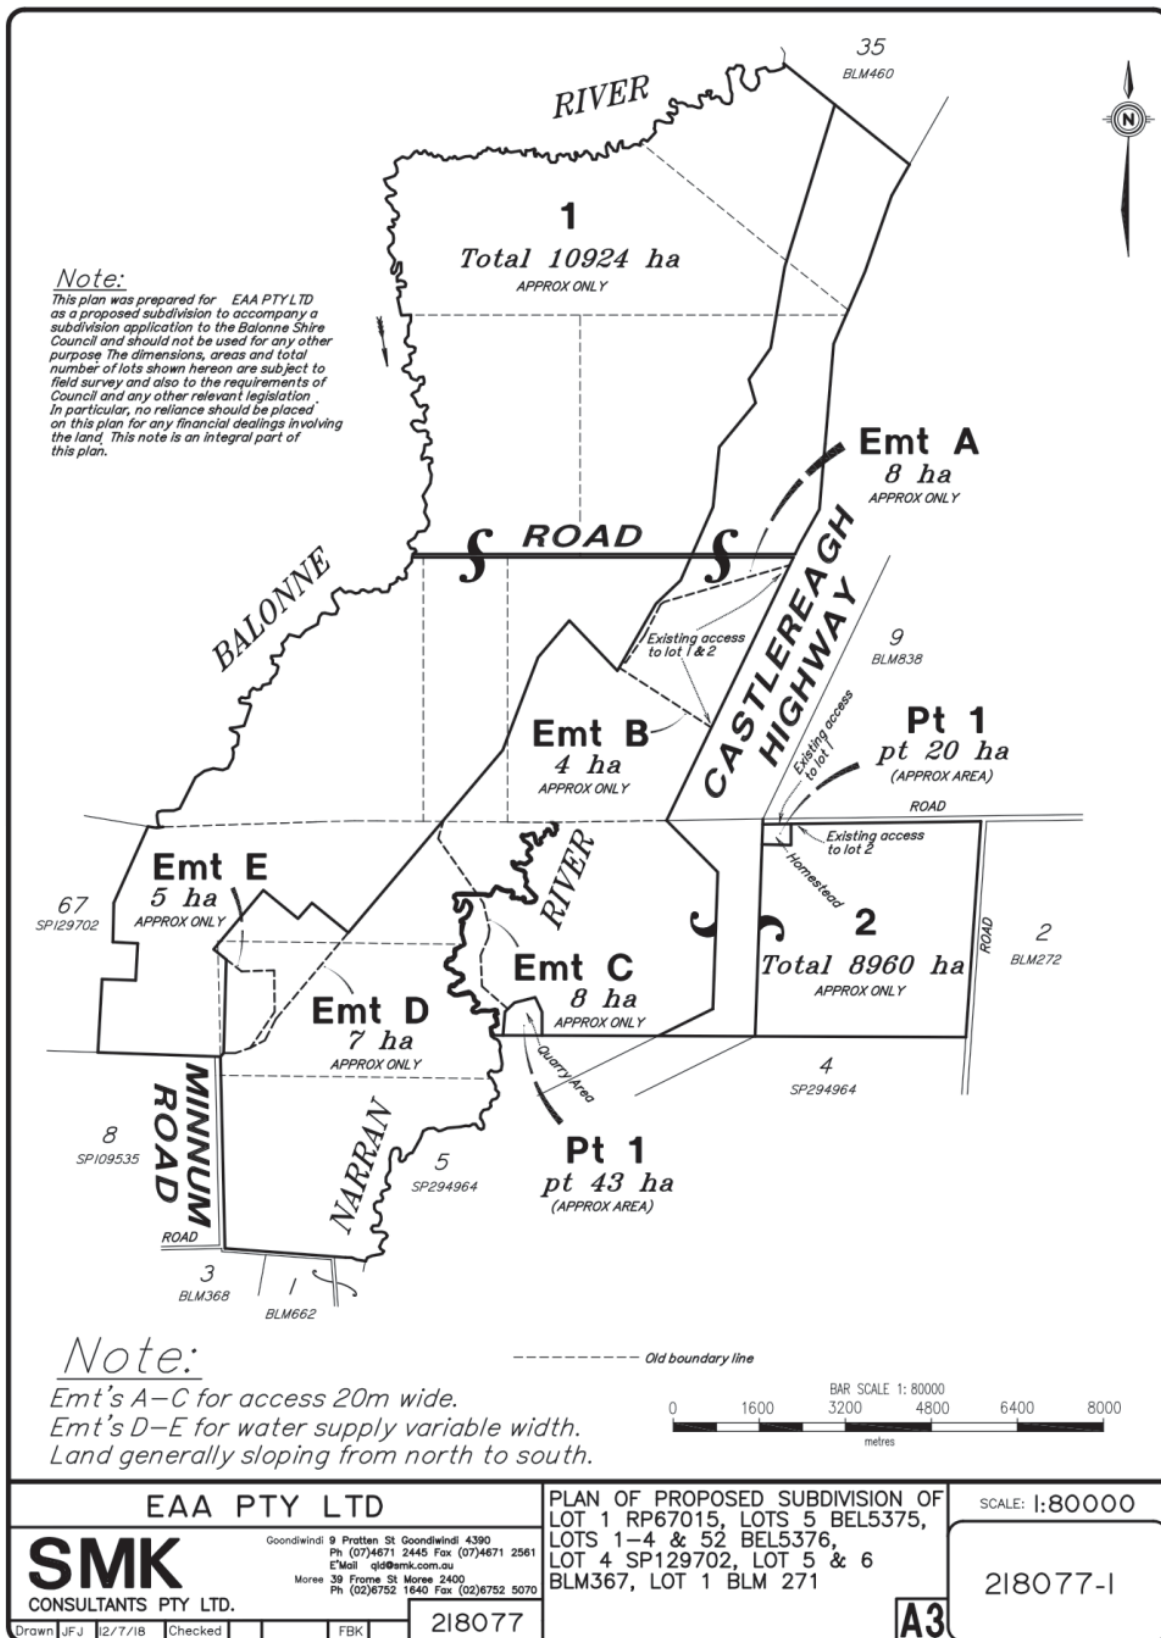 35
BLM460
RIVER
N
1
Total 10924 ha
APPROX ONLY
Note:
This plan was prepared for EAA PTY LTD
as a proposed subdivision to accompany a
subdivision application to the Balonne Shire
Council and should not be used for any other
purpose The dimensions, areas and total
number of lots shown hereon are subject to
field survey and also to the requirements of
Council and any other relevant legislation .
In particular, no reliance should be placed
on this plan for any financial dealings involving
the land. This note is an integral part of
this plan.
Emt A
8 ha
APPROX ONLY
ROAD
BALONNE
CASTLEREAGH
HIGHWAY
Existing access
to lot 1 & 2
9
BLM838
Emt B
4 ha
APPROX ONLY
Existing access
to lot 1
Pt 1
pt 20 ha
(APPROX AREA)
ROAD
Existing access
to lot 2
Homestead
RIVER
Emt E
5 ha
APPROX ONLY
67
SP129702
2
Total 8960 ha
APPROX ONLY
ROAD
2
BLM272
Emt C
8 ha
APPROX ONLY
Emt D
7 ha
APPROX ONLY
Quarry Area
4
SP294964
MINNUM
ROAD
8
SP109535
NARRAN
5
SP294964
Pt 1
pt 43 ha
(APPROX AREA)
ROAD
3
BLM368
1
BLM662
Note:
Emt's A-C for access 20m wide.
Emt's D-E for water supply variable width.
Land generally sloping from north to south.
Old boundary line
BAR SCALE 1: 80000
0 1600 3200 4800 6400 8000
metres
EAA PTY LTD
SMK
CONSULTANTS PTY LTD.
Goondiwindi 9 Pratten St Goondiwindi 4390
Ph (07)4671 2445 Fax (07)4671 2561
E'Mail qld@smk.com.au
Moree 39 Frome St Moree 2400
Ph (02)6752 1640 Fax (02)6752 5070
Drawn JFJ 12/7/18 Checked FBK
218077
PLAN OF PROPOSED SUBDIVISION OF
LOT 1 RP67015, LOTS 5 BEL5375,
LOTS 1-4 & 52 BEL5376,
LOT 4 SP129702, LOT 5 & 6
BLM367, LOT 1 BLM 271
A3
SCALE: 1:80000
218077-1